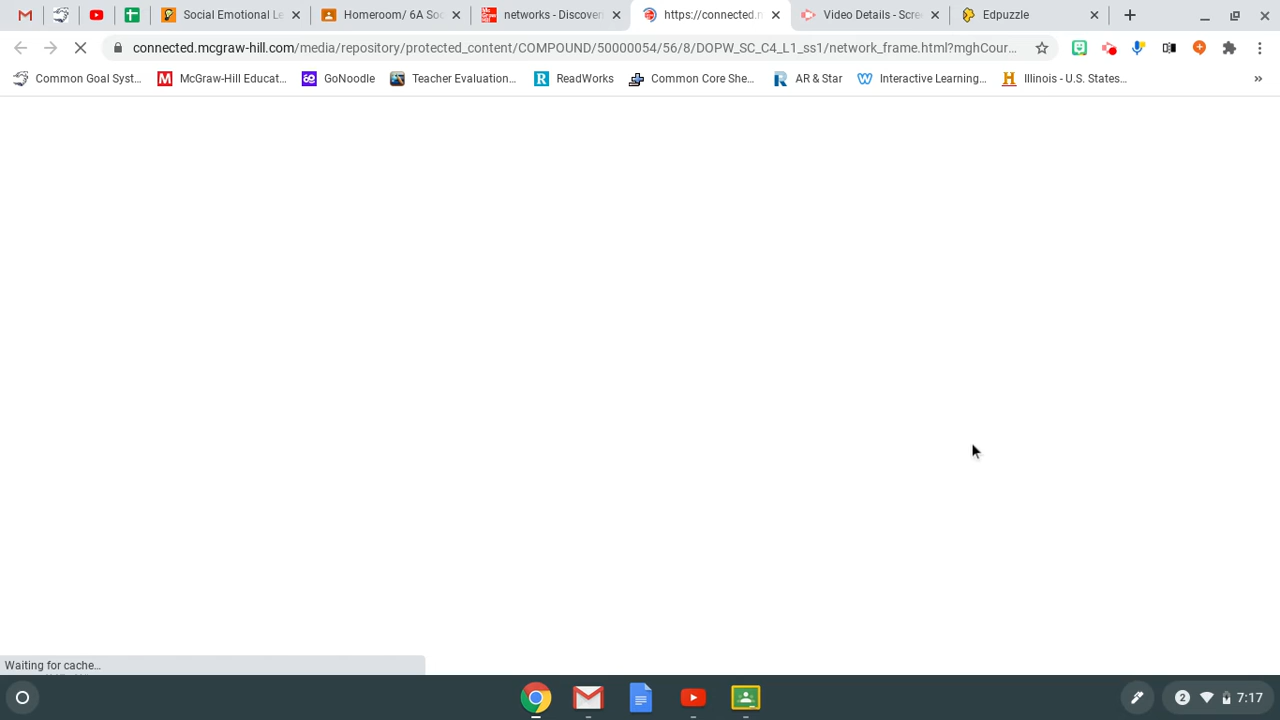 Social Emotional Le
Homeroom/ 6A Soc
networks - Discover
https://connected.n
Video Details - Scre
Edpuzzle
connected.mcgraw-hill.com/media/repository/protected_content/COMPOUND/50000054/56/8/DOPW_SC_C4_L1_ss1/network_frame.html?mghCour...
Common Goal Syst...
McGraw-Hill Educat...
GoNoodle
Teacher Evaluation...
ReadWorks
Common Core She...
AR & Star
Interactive Learning...
Illinois - U.S. States...
»
Waiting for cache...
2
7:17